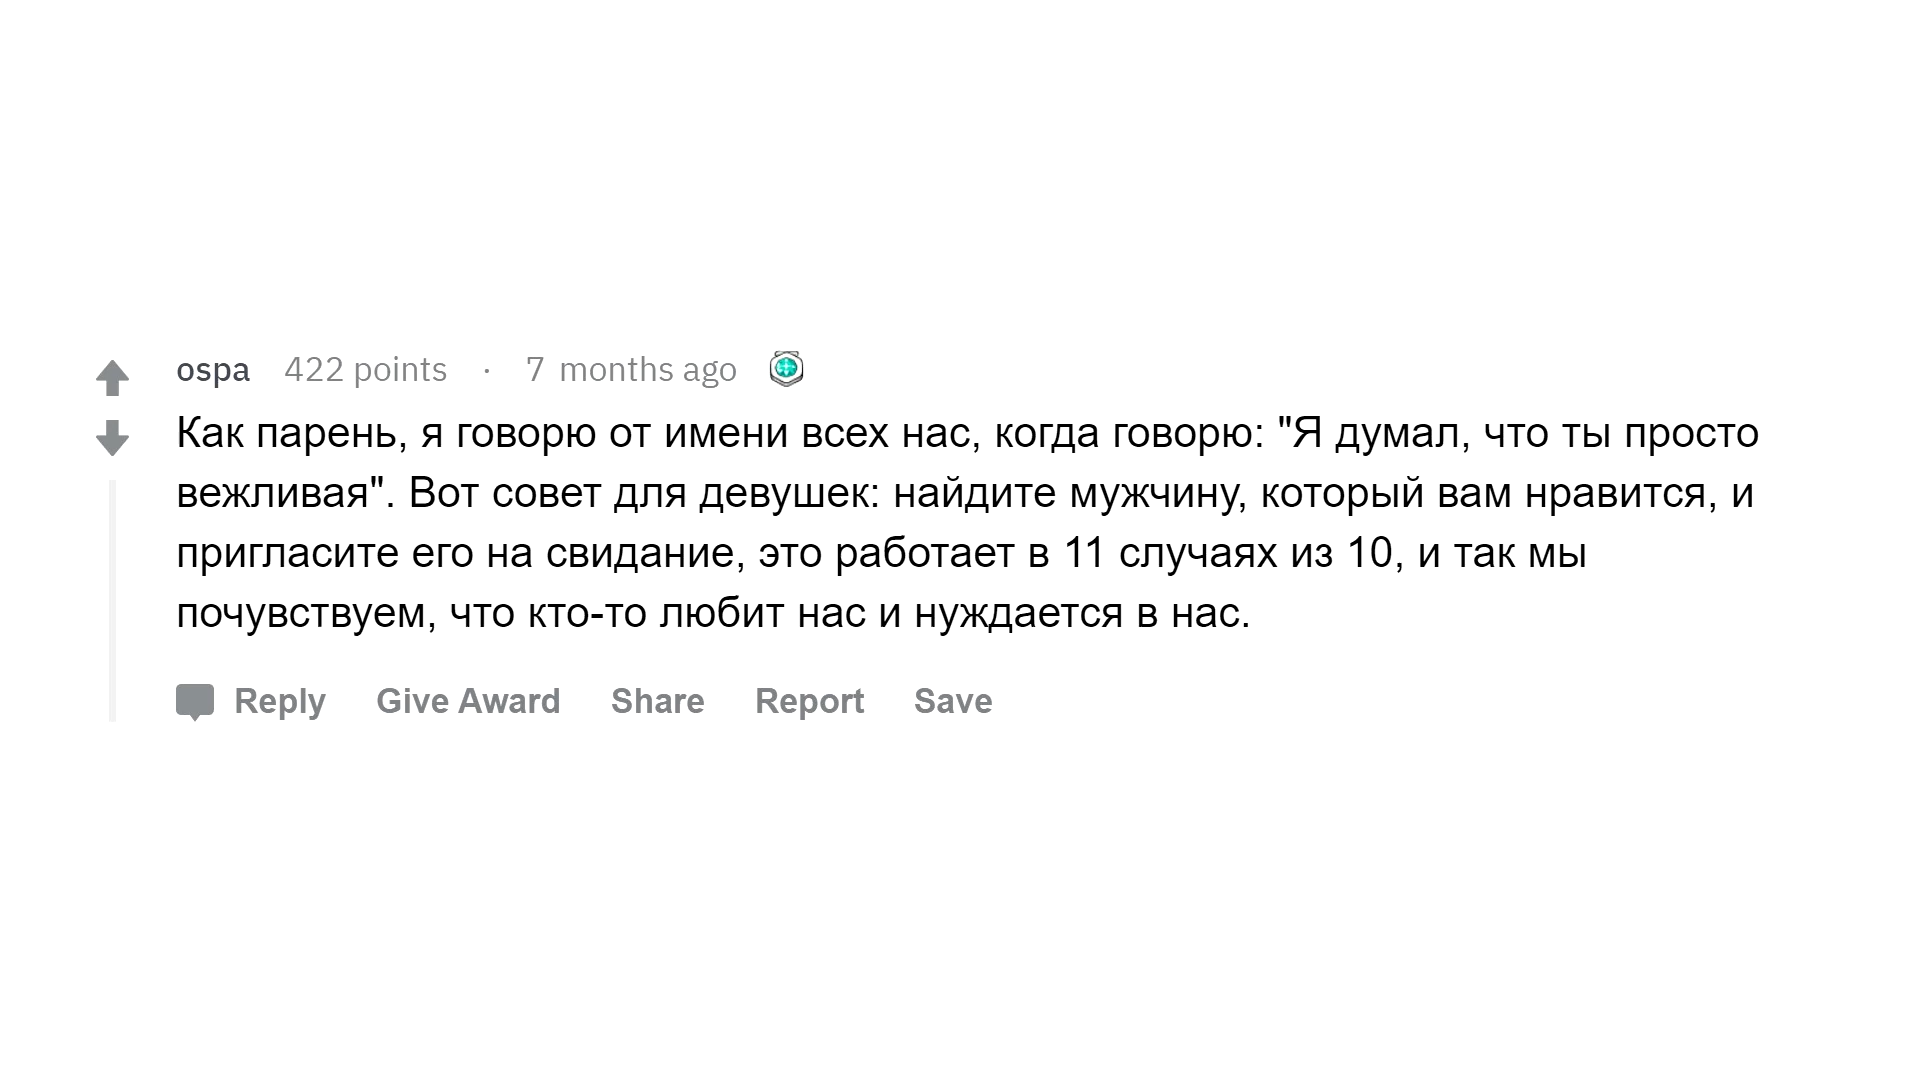 ospa 422 points · 7 months ago
Как парень, я говорю от имени всех нас, когда говорю: "Я думал, что ты просто
вежливая". Вот совет для девушек: найдите мужчину, который вам нравится, и
пригласите его на свидание, это работает в 11 случаях из 10, и так мы
почувствуем, что кто-то любит нас и нуждается в нас.
Reply Give Award Share Report Save